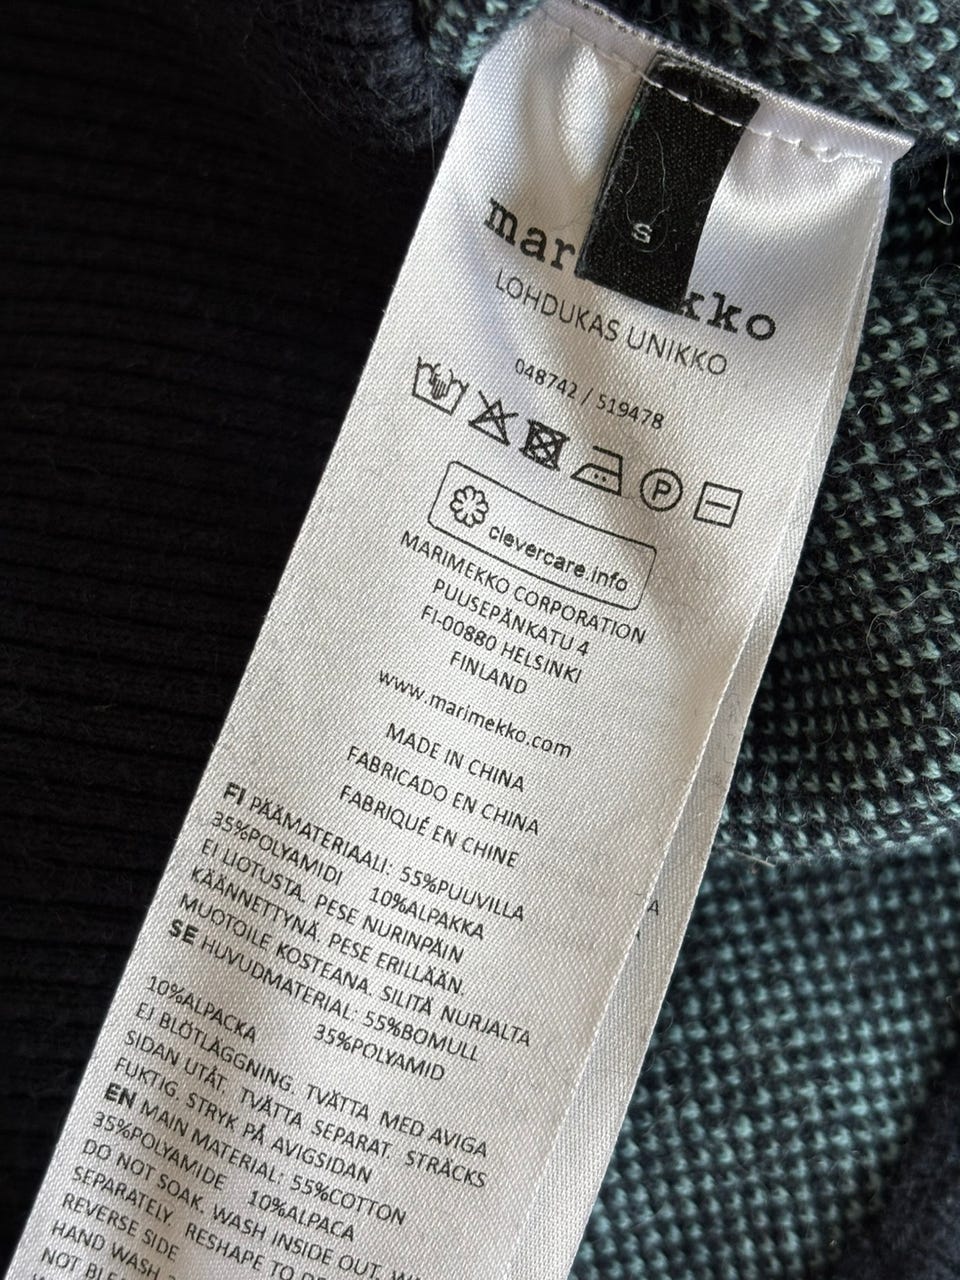 S
mar kko
LOHDUKAS UNIKKO
048742 / 519478
P
clevercare.info
MARIMEKKO CORPORATION
PUUSEPÄNKATU 4
FI-00880 HELSINKI
FINLAND
www.marimekko.com
MADE IN CHINA
FABRICADO EN CHINA
FABRIQUÉ EN CHINE
FI PÄÄMATERIAALI: 55%PUUVILLA
35%POLYAMIDI 10%ALPAKKA
EI LIOTUSTA. PESE NURINPÄIN
KÄÄNNETTYNÄ. PESE ERILLÄÄN.
MUOTOILE KOSTEANA. SILITÄ NURJALTA
SE HUVUDMATERIAL: 55%BOMULL
35%POLYAMID
10%ALPACKA
EJ BLÖTLÄGGNING. TVÄTTA MED AVIGA
SIDAN UTÅT. TVÄTTA SEPARAT. STRÄCKS
FUKTIG. STRYK PÅ AVIGSIDAN
EN MAIN MATERIAL: 55%COTTON
35%POLYAMIDE 10%ALPACA
DO NOT SOAK. WASH INSIDE OUT.
SEPARATELY. RESHAPE TO
REVERSE SIDE
HAND WASH
NOT